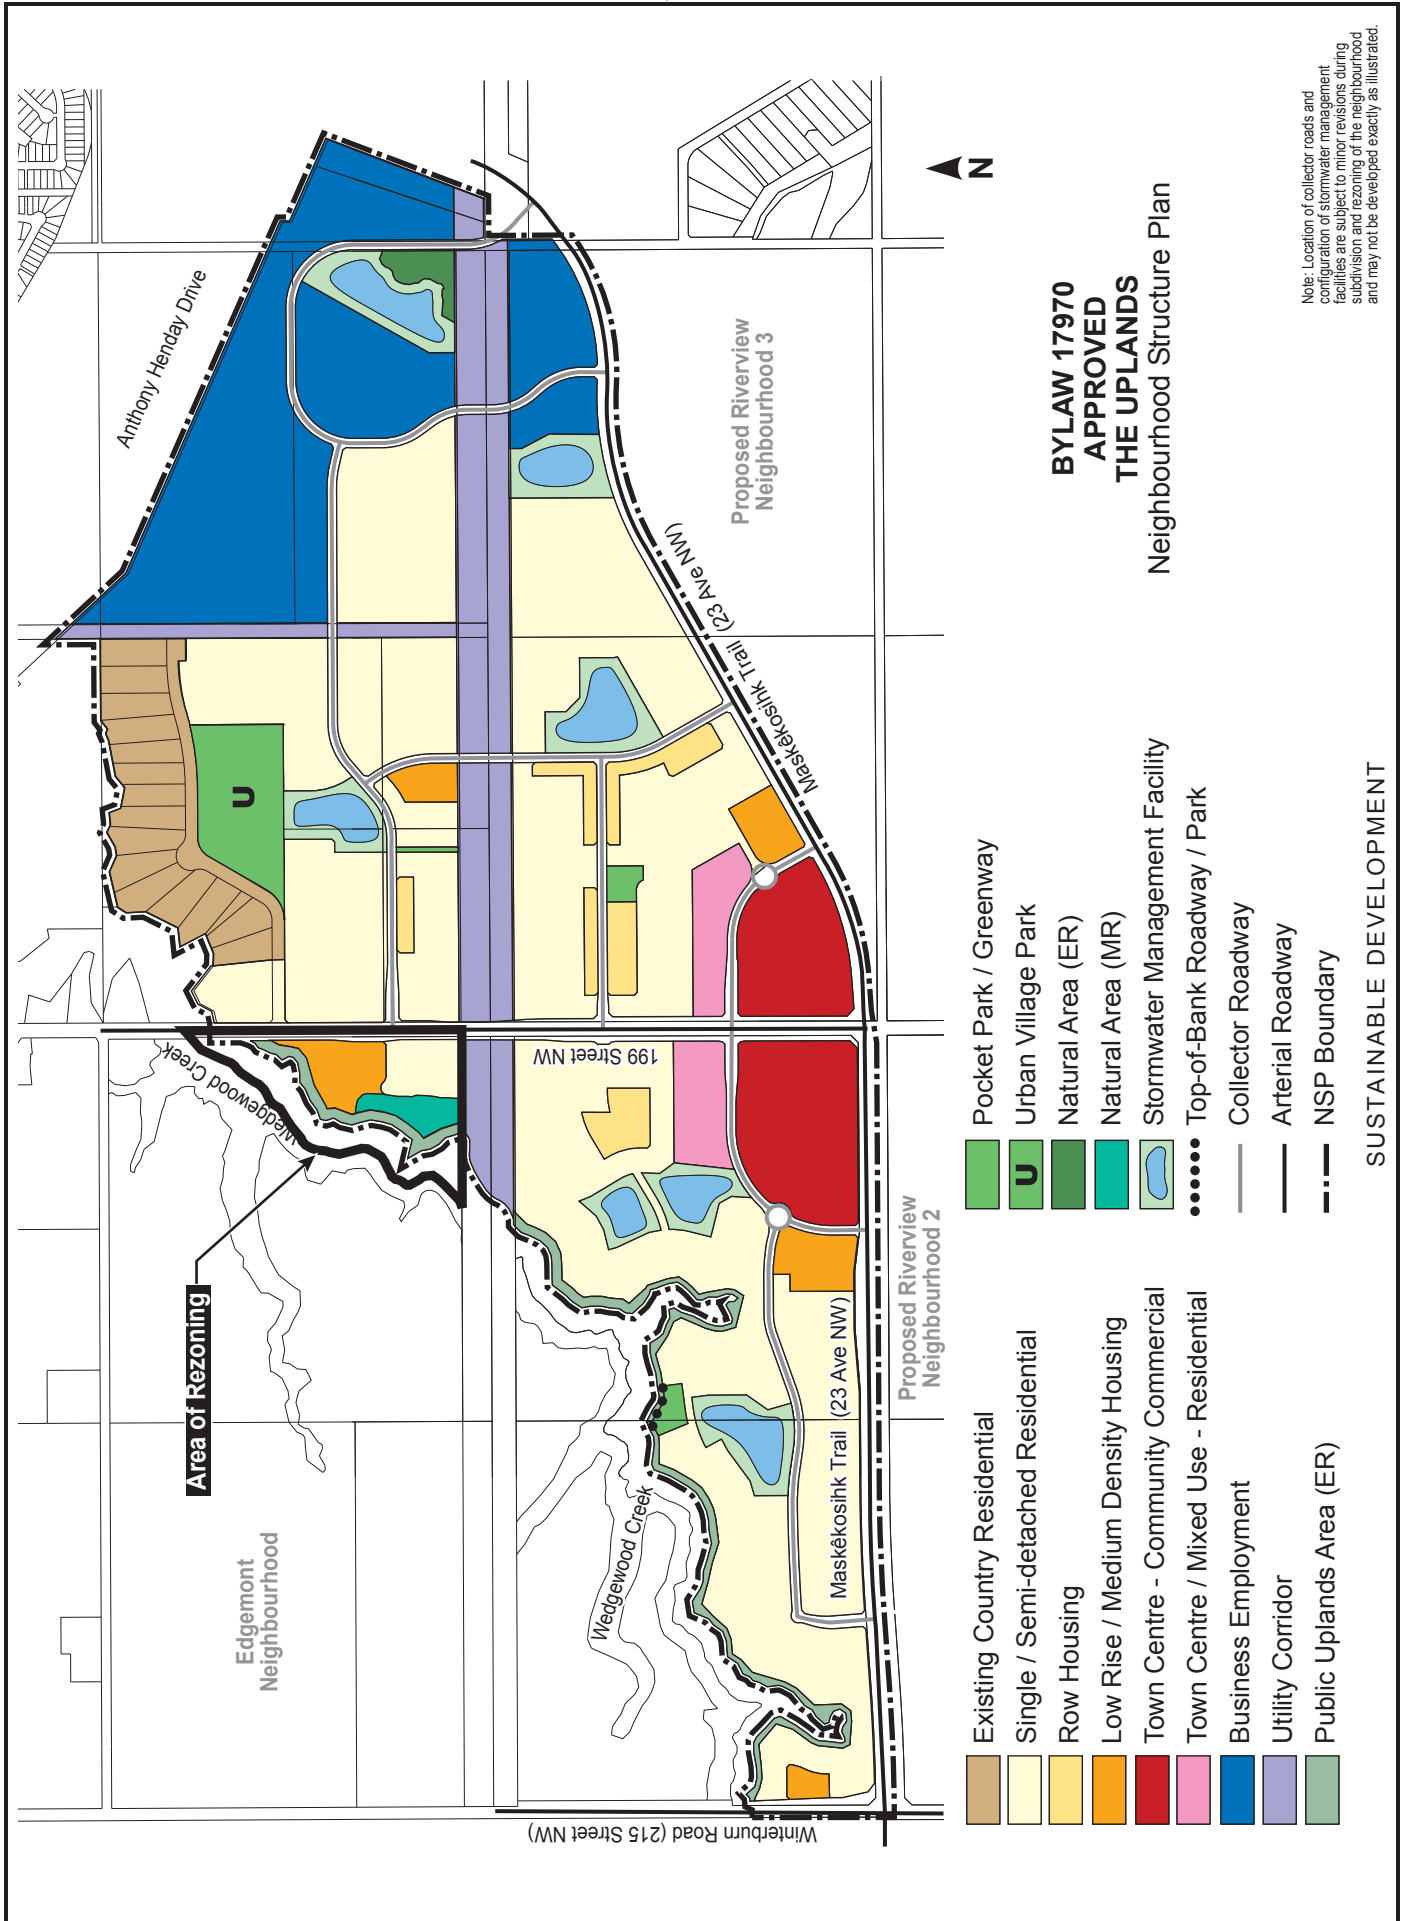 Anthony Henday Drive
Edgemont
Neighbourhood
Area of Rezoning
Wedgewood Creek
U
199 Street NW
Wedgewood Creek
Winterburn Road (215 Street NW)
Maskêkosihk Trail (23 Ave NW)
Maskêkosihk Trail (23 Ave NW)
Proposed Riverview
Neighbourhood 3
Proposed Riverview
Neighbourhood 2
N
Existing Country Residential
Single / Semi-detached Residential
Row Housing
Low Rise / Medium Density Housing
Town Centre - Community Commercial
Town Centre / Mixed Use - Residential
Business Employment
Utility Corridor
Public Uplands Area (ER)
Pocket Park / Greenway
U Urban Village Park
Natural Area (ER)
Natural Area (MR)
Stormwater Management Facility
Top-of-Bank Roadway / Park
Collector Roadway
Arterial Roadway
NSP Boundary
BYLAW 17970
APPROVED
THE UPLANDS
Neighbourhood Structure Plan
Note: Location of collector roads and
configuration of stormwater management
facilities are subject to minor revisions during
subdivision and rezoning of the neighbourhood
and may not be developed exactly as illustrated.
SUSTAINABLE DEVELOPMENT